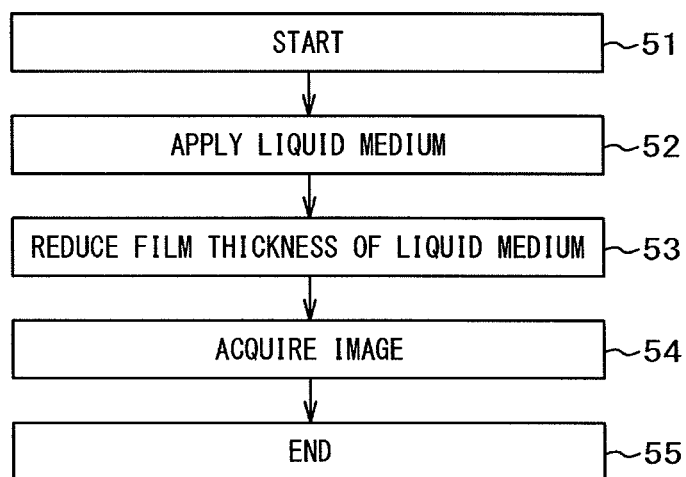 START 51
APPLY LIQUID MEDIUM 52
REDUCE FILM THICKNESS OF LIQUID MEDIUM 53
ACQUIRE IMAGE 54
END 55